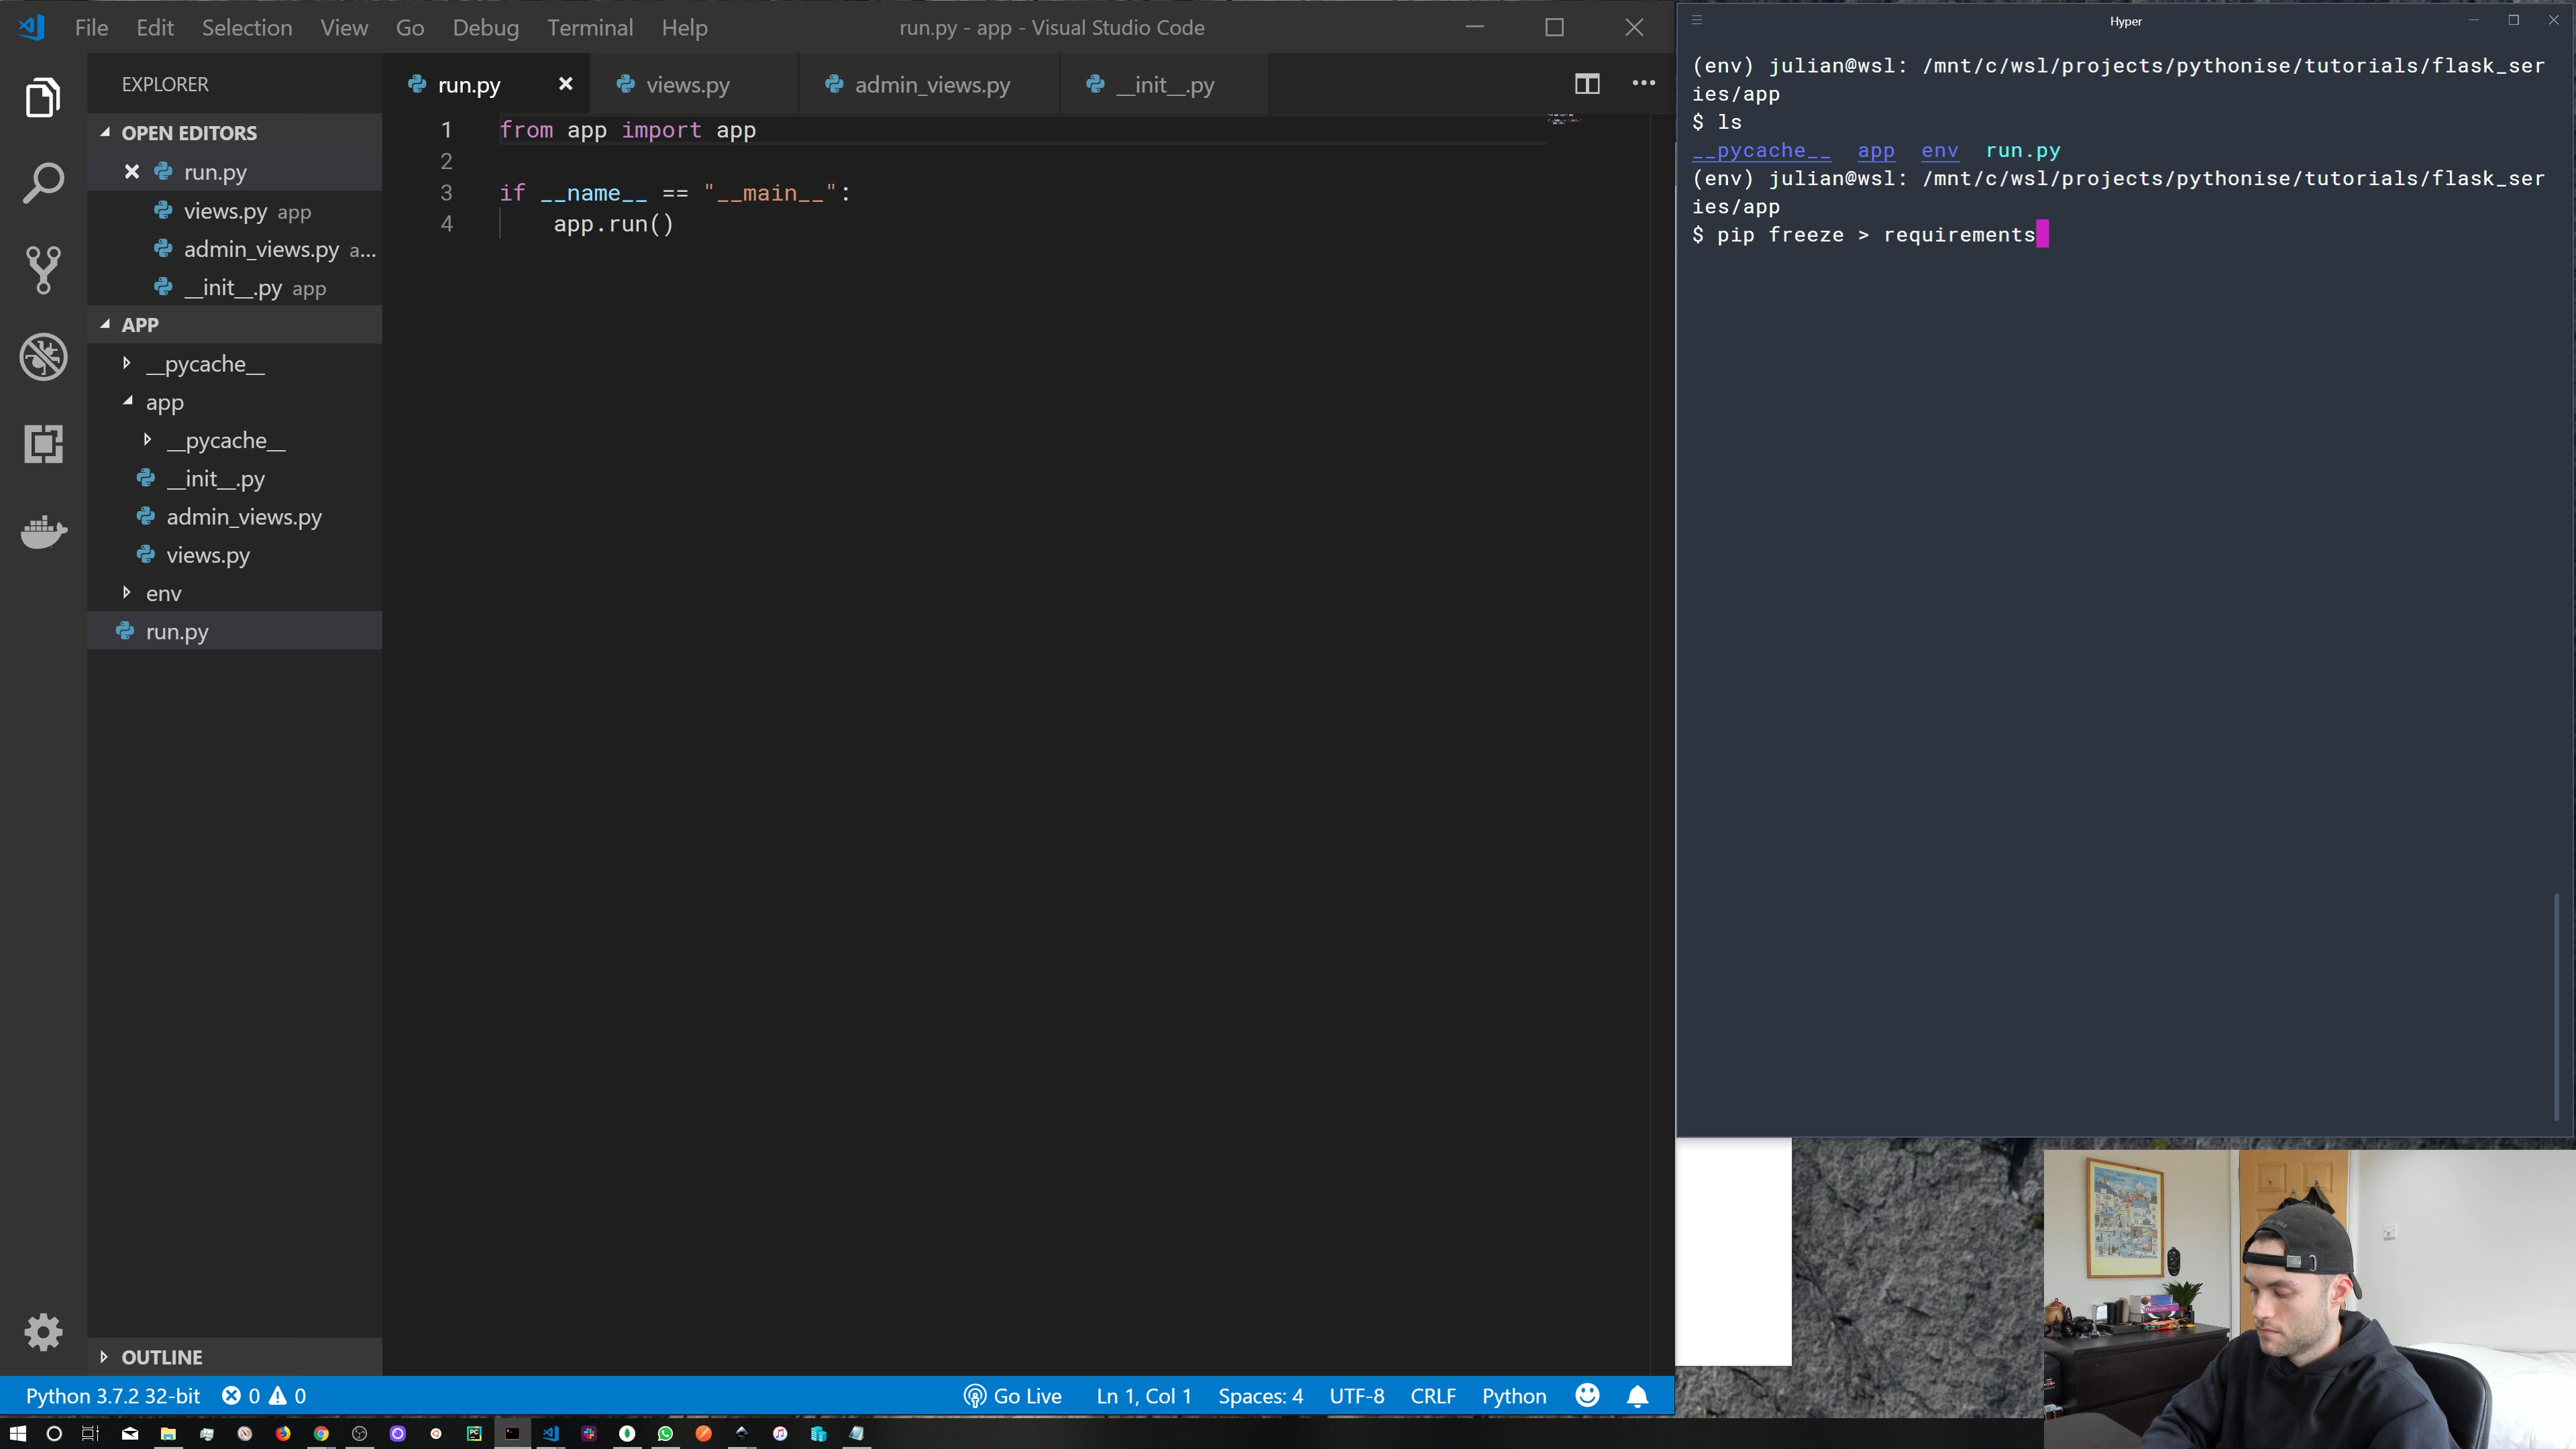 File Edit Selection View Go Debug Terminal Help
run.py - app - Visual Studio Code
EXPLORER
OPEN EDITORS
run.py
views.py app
admin_views.py a...
__init__.py app
APP
__pycache__
app
__pycache__
__init__.py
admin_views.py
views.py
env
run.py
OUTLINE
run.py views.py admin_views.py __init__.py
1 from app import app
2
3 if __name__ == "__main__":
4 app.run()
Python 3.7.2 32-bit 0 0 Go Live Ln 1, Col 1 Spaces: 4 UTF-8 CRLF Python
Hyper
(env) julian@wsl: /mnt/c/wsl/projects/pythonise/tutorials/flask_ser
ies/app
$ ls
__pycache__ app env run.py
(env) julian@wsl: /mnt/c/wsl/projects/pythonise/tutorials/flask_ser
ies/app
$ pip freeze > requirements